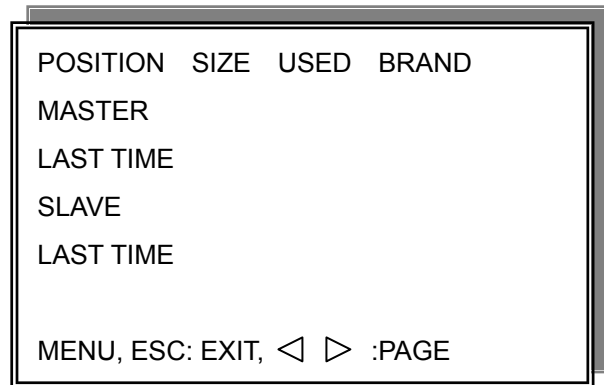 POSITION SIZE USED BRAND
MASTER
LAST TIME
SLAVE
LAST TIME
MENU, ESC: EXIT, ◁ ▷ :PAGE